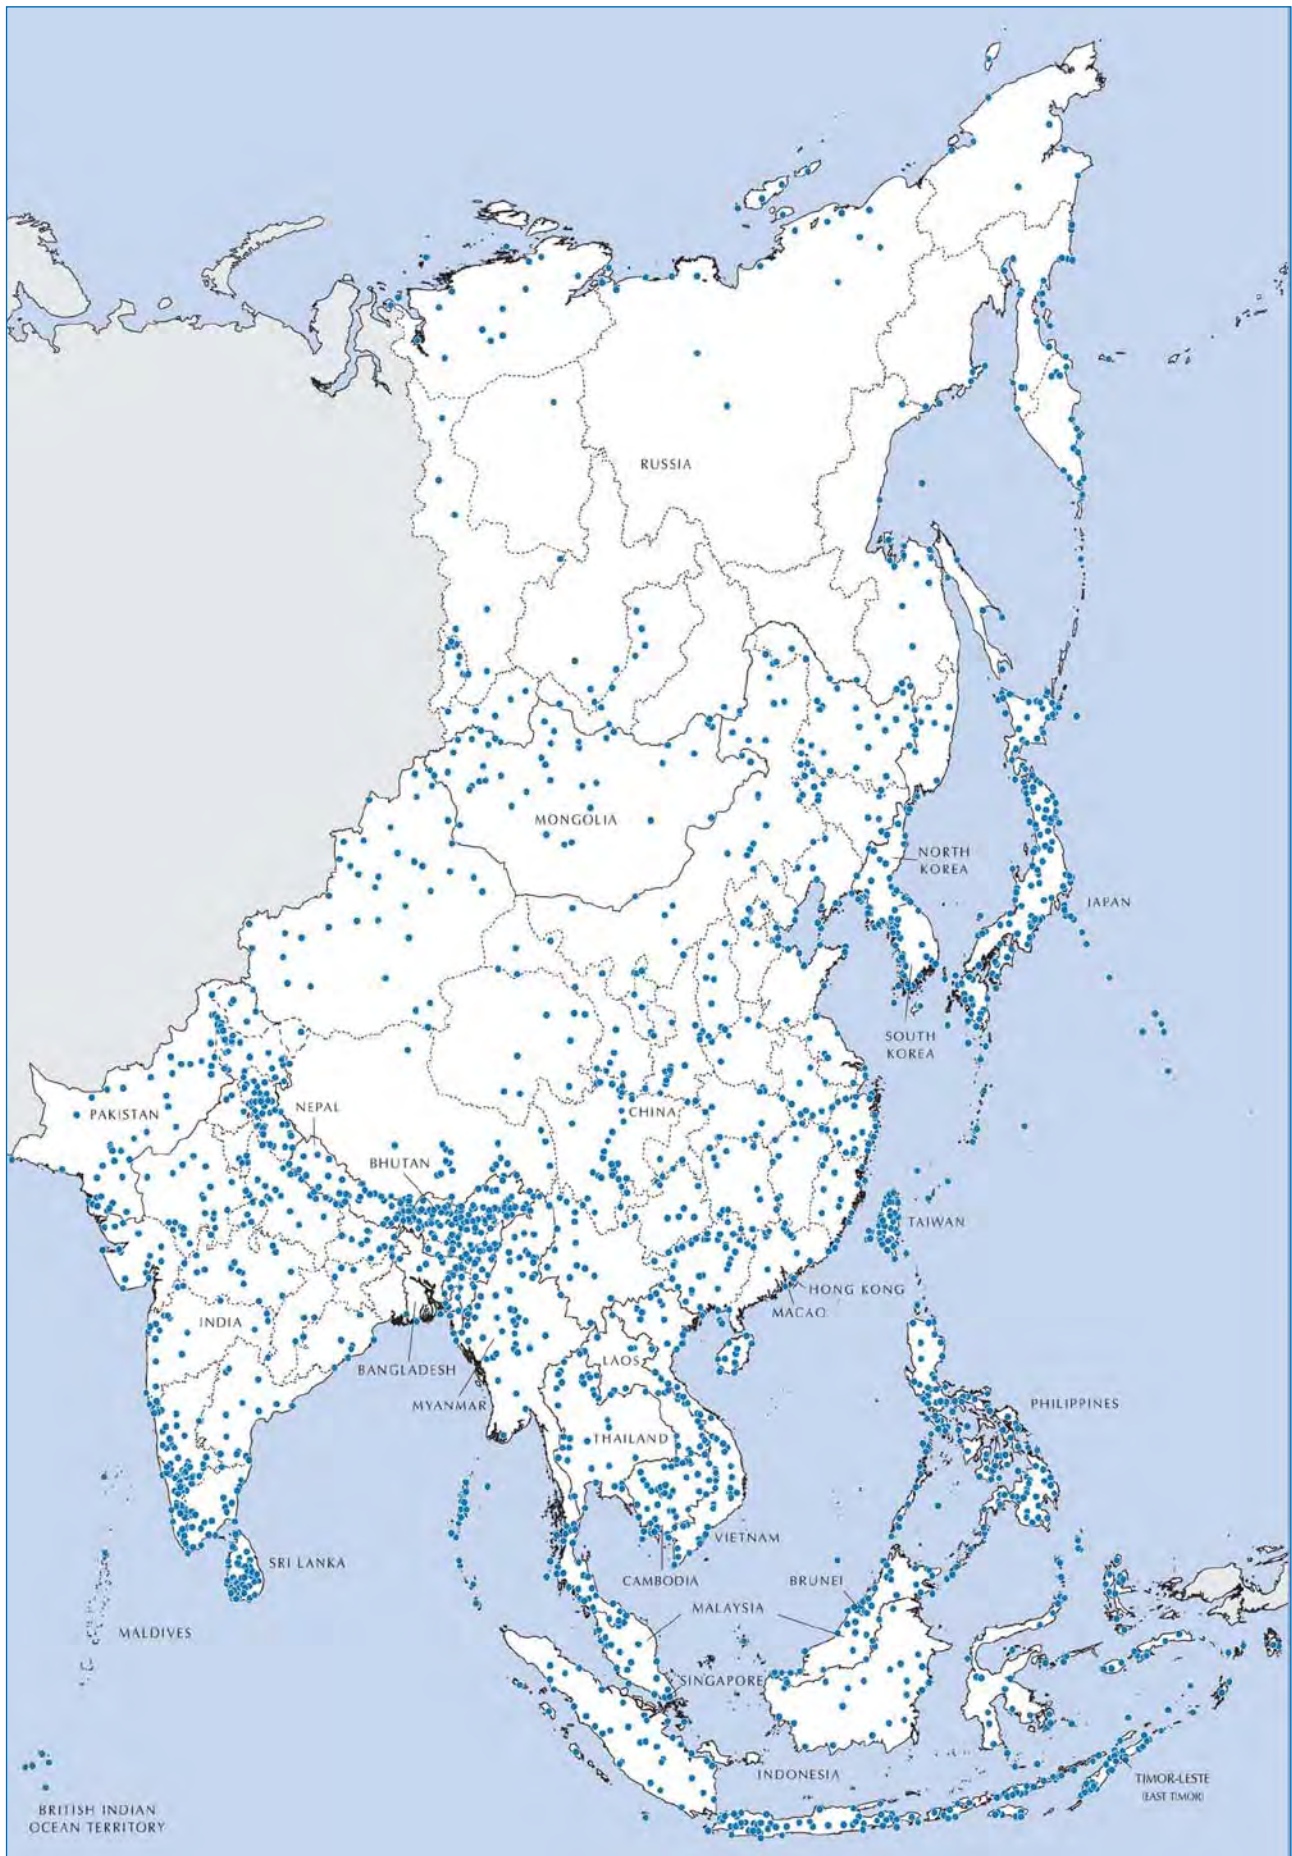 RUSSIA
MONGOLIA
NORTH
KOREA
JAPAN
SOUTH
KOREA
PAKISTAN
NEPAL
CHINA
BHUTAN
TAIWAN
HONG KONG
MACAO
INDIA
BANGLADESH
LAOS
MYANMAR
PHILIPPINES
THAILAND
VIETNAM
SRI LANKA
CAMBODIA
BRUNEI
MALAYSIA
MALDIVES
SINGAPORE
INDONESIA
TIMOR-LESTE
(EAST TIMOR)
BRITISH INDIAN
OCEAN TERRITORY